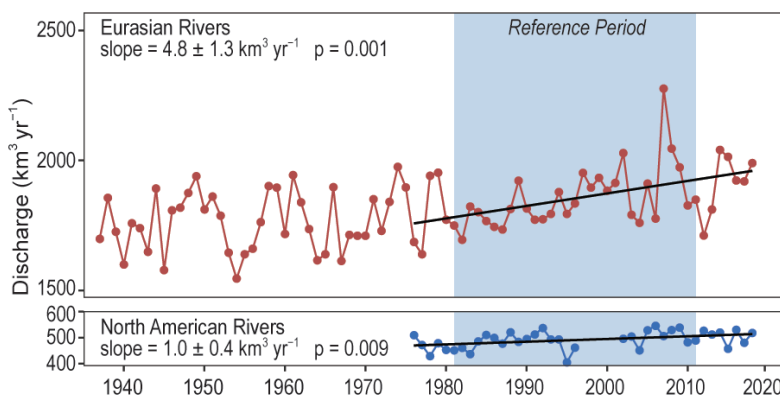 Eurasian Rivers
slope = 4.8 ± 1.3 km³ yr⁻¹ p = 0.001
Reference Period
2500
2000
1500
Discharge (km³ yr⁻¹)
North American Rivers
slope = 1.0 ± 0.4 km³ yr⁻¹ p = 0.009
600
500
400
1940 1950 1960 1970 1980 1990 2000 2010 2020